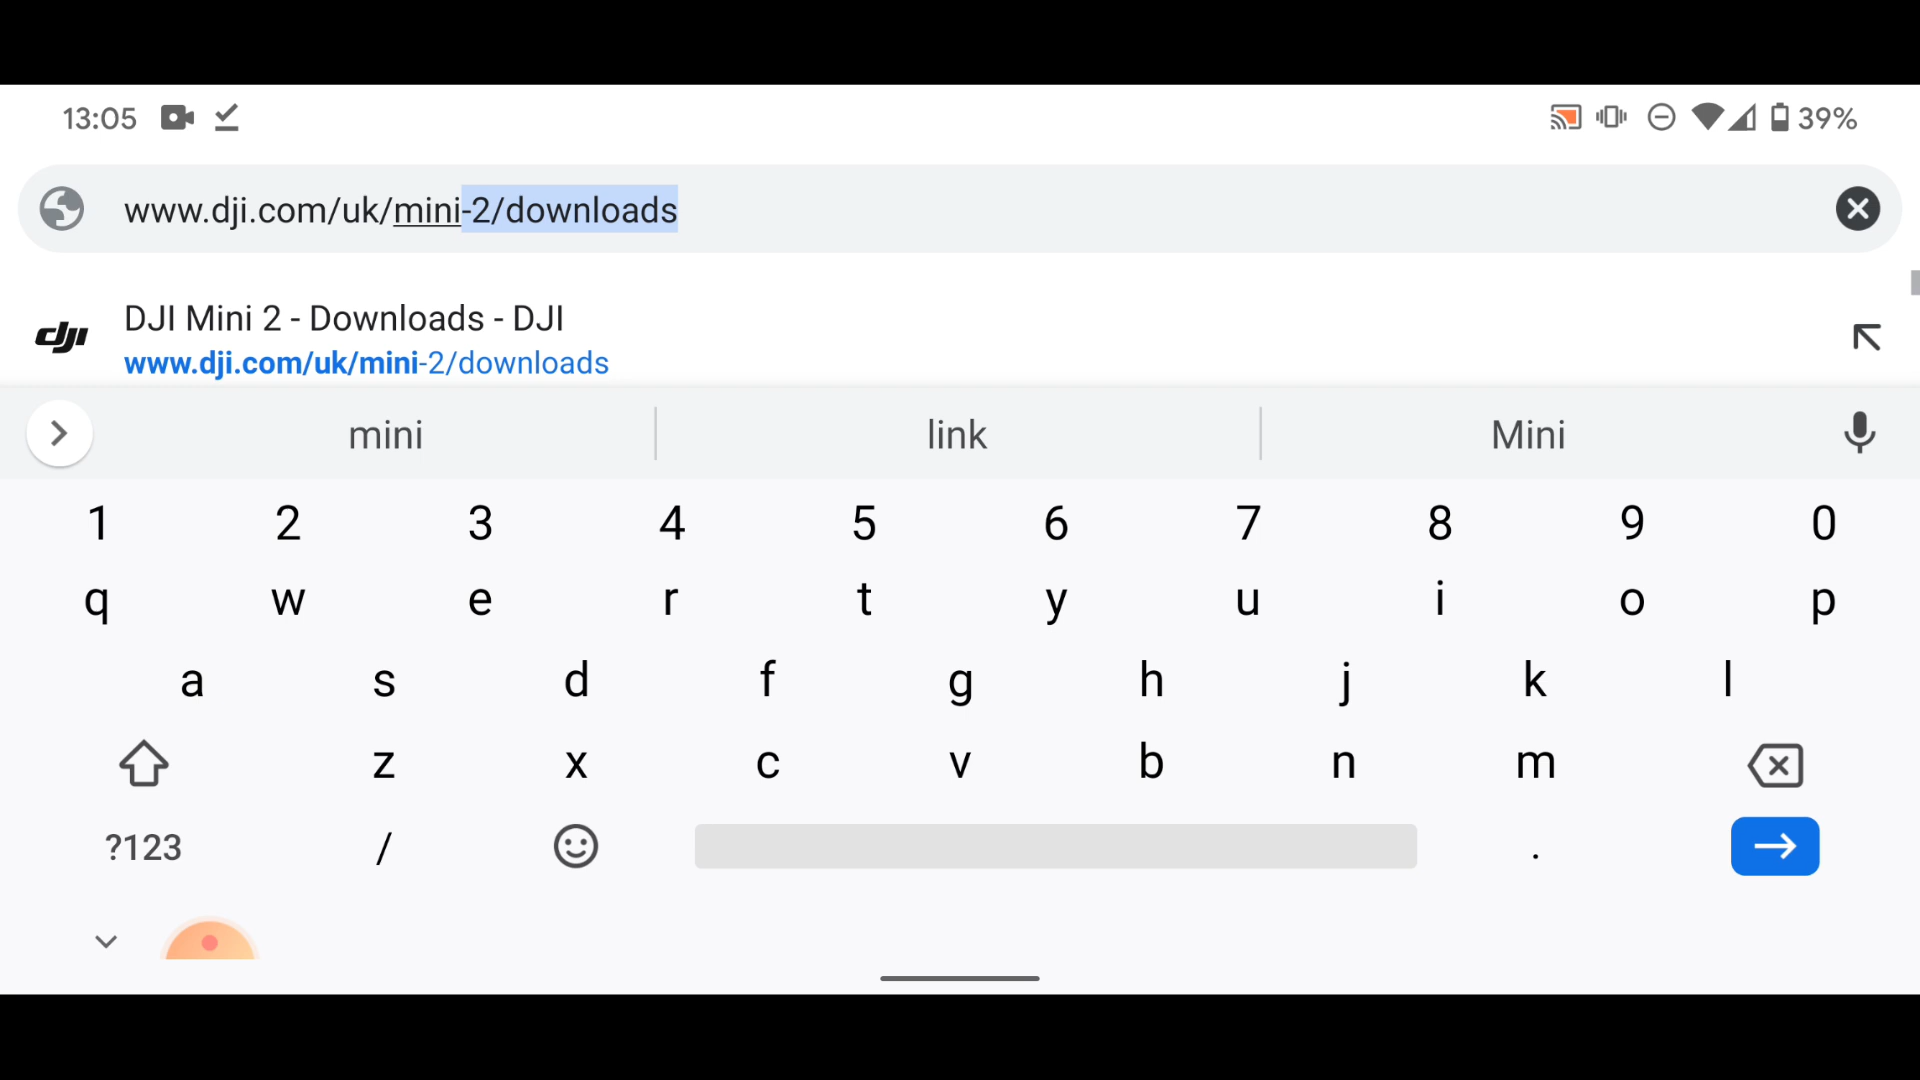 13:05 39%
www.dji.com/uk/mini-2/downloads
dji
DJI Mini 2 - Downloads - DJI
www.dji.com/uk/mini-2/downloads
mini link Mini
1 2 3 4 5 6 7 8 9 0
q w e r t y u i o p
a s d f g h j k l
z x c v b n m
?123 / .